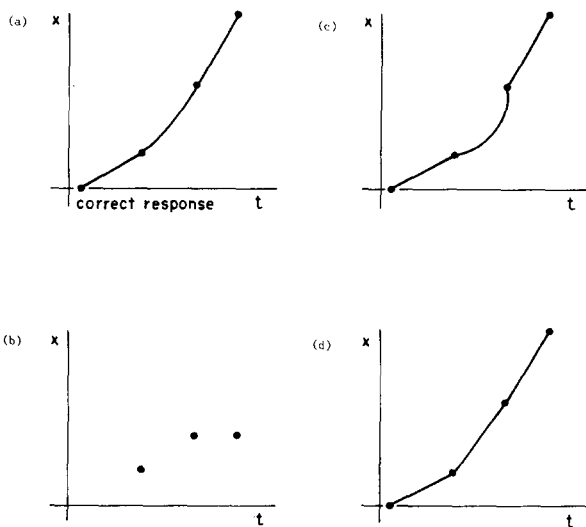 (a) x
correct response t
(c) x
t
(b) x
t
(d) x
t